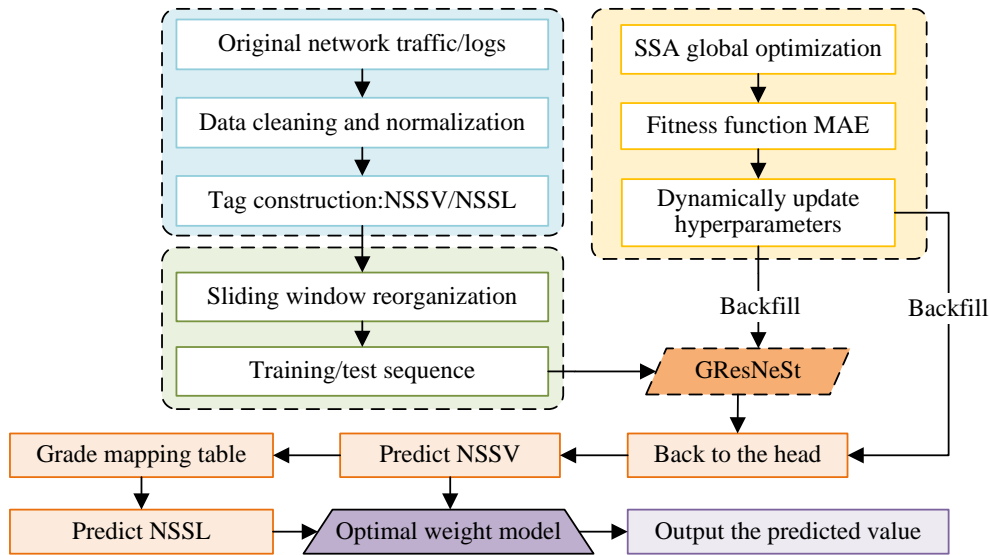 Original network traffic/logs
Data cleaning and normalization
Tag construction:NSSV/NSSL
Sliding window reorganization
Training/test sequence
SSA global optimization
Fitness function MAE
Dynamically update
hyperparameters
Backfill
Backfill
GResNeSt
Grade mapping table
Predict NSSV
Back to the head
Predict NSSL
Optimal weight model
Output the predicted value